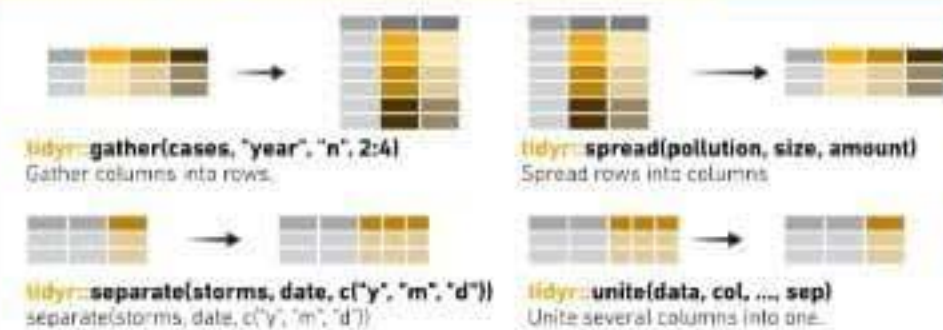 tidyr::gather(cases, "year", "n", 2:4)
Gather columns into rows.
tidyr::spread(pollution, size, amount)
Spread rows into columns
tidyr::separate(storms, date, c("y", "m", "d"))
separate(storms, date, c("y", "m", "d"))
tidyr::unite(data, col, ..., sep)
Unite several columns into one.